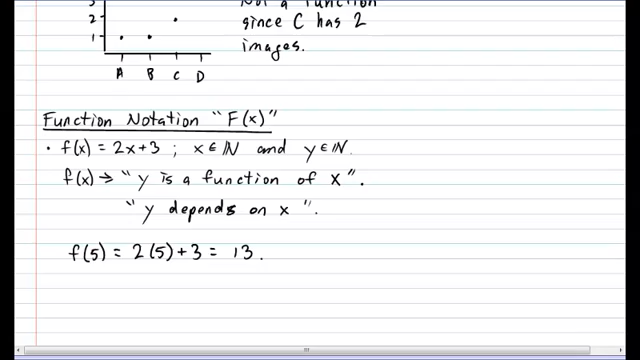 3
Not a function
2
since C has 2
1
images.
A B C D
Function Notation "F(x)"
• f(x) = 2x+3 ; x ∈ ℕ and y ∈ ℕ.
f(x) → "y is a function of x".
"y depends on x".
f(5) = 2(5)+3 = 13.